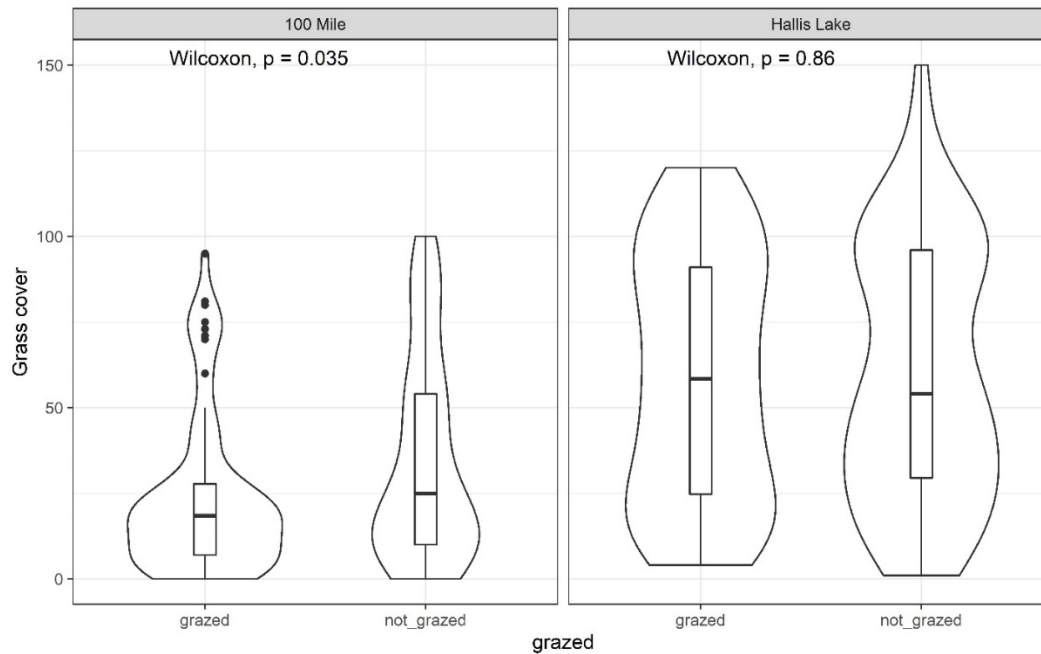 100 Mile
Hallis Lake
Wilcoxon, p = 0.035
Wilcoxon, p = 0.86
150
100
50
0
Grass cover
grazed
not_grazed
grazed
not_grazed
grazed